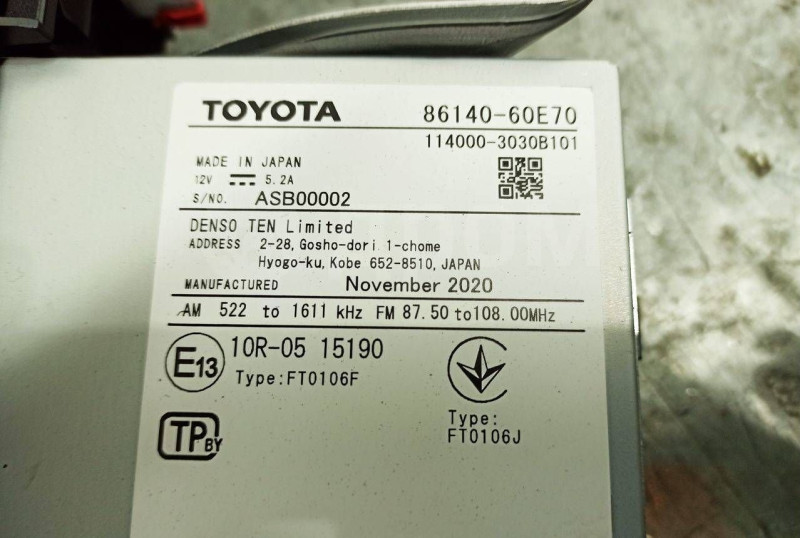 TOYOTA 86140-60E70
114000-3030B101
MADE IN JAPAN
12V 5.2A
S/NO. ASB00002
DENSO TEN Limited
ADDRESS 2-28, Gosho-dori 1-chome
Hyogo-ku, Kobe 652-8510, JAPAN
MANUFACTURED November 2020
AM 522 to 1611 kHz FM 87.50 to 108.00MHz
E13 10R-05 15190
Type:FT0106F
TP BY
Type:
FT0106J